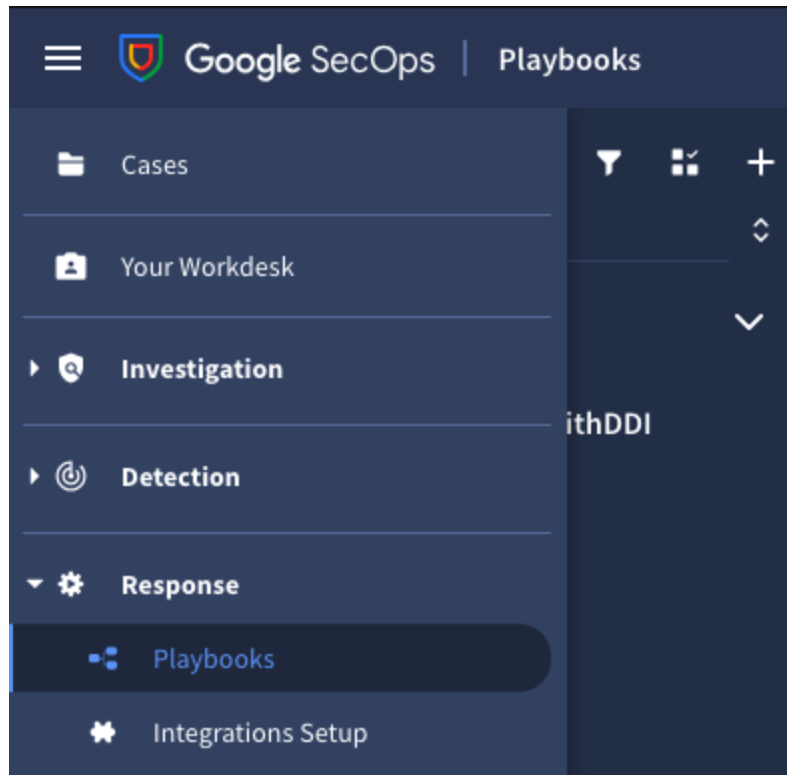 Google SecOps | Playbooks
Cases
Your Workdesk
Investigation
ithDDI
Detection
Response
Playbooks
Integrations Setup